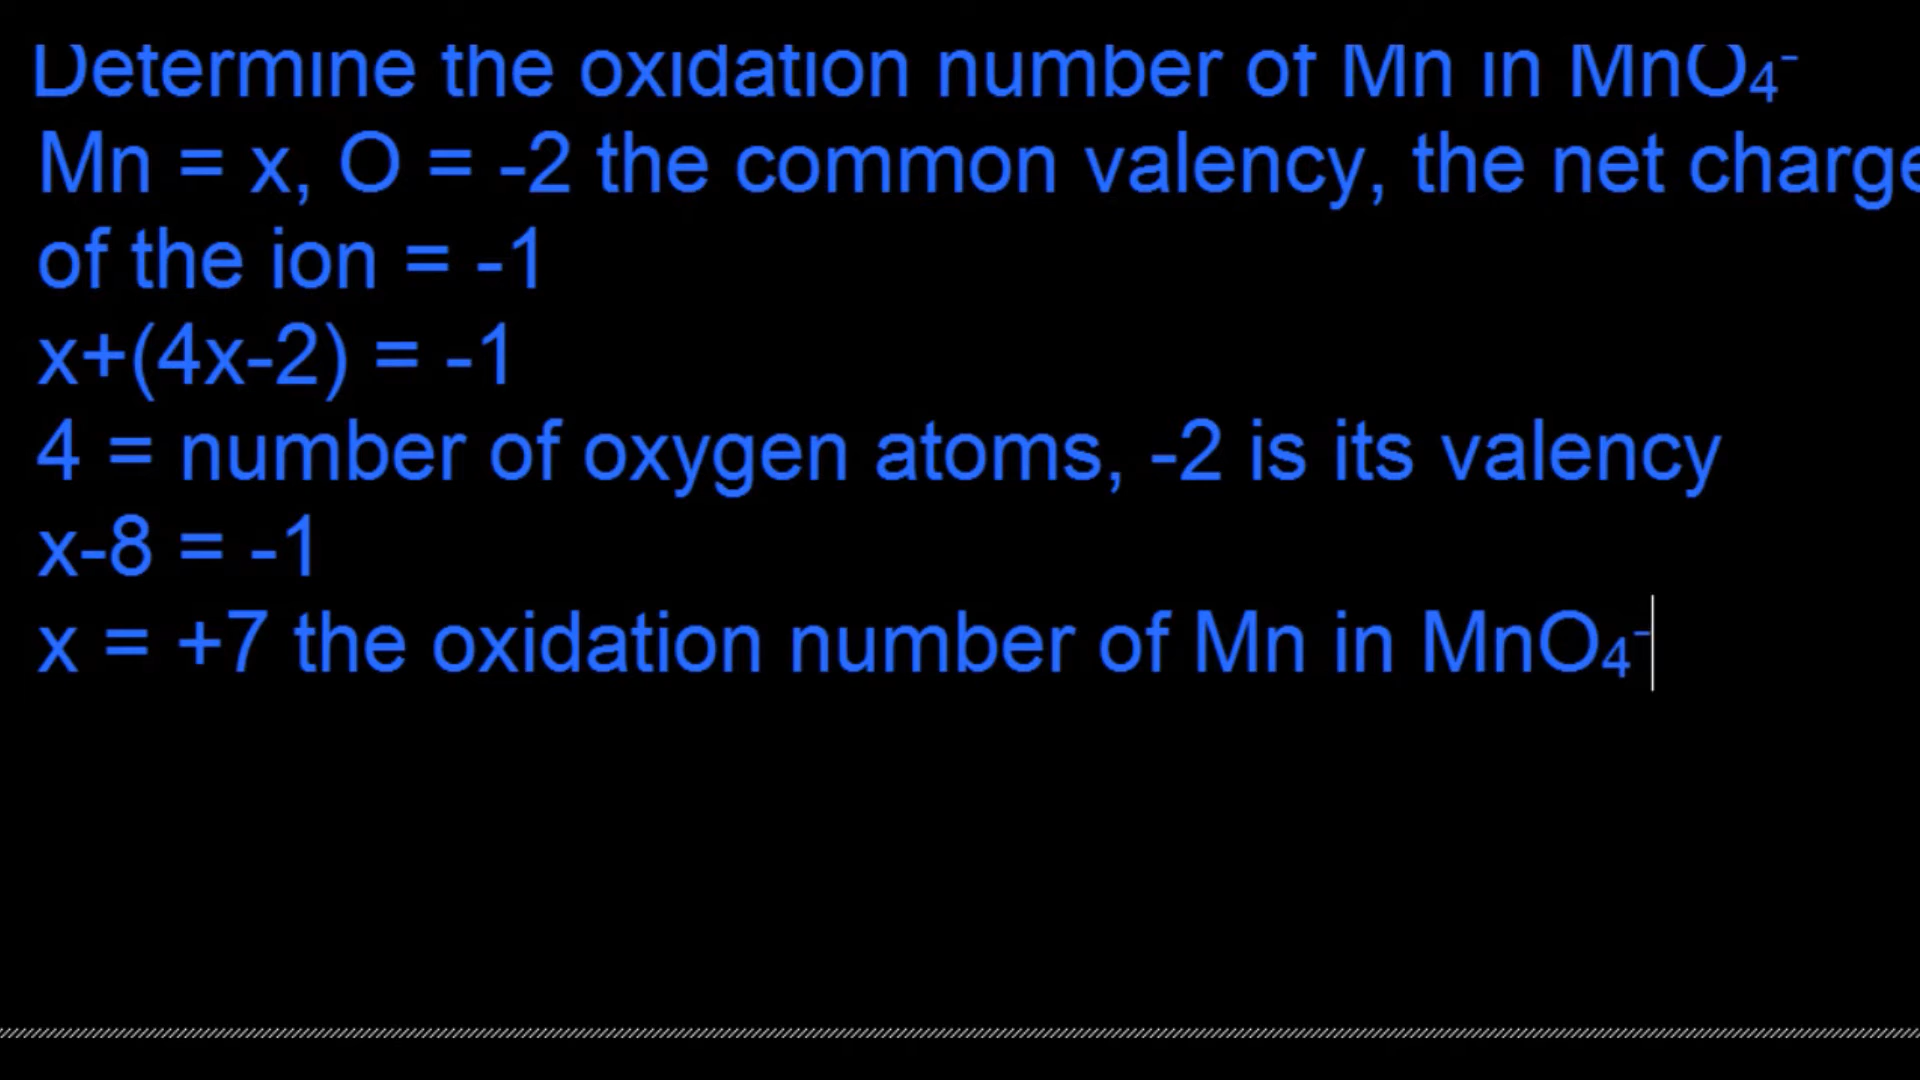 Determine the oxidation number of Mn in MnO₄⁻
Mn = x, O = -2 the common valency, the net charge
of the ion = -1
x+(4x-2) = -1
4 = number of oxygen atoms, -2 is its valency
x-8 = -1
x = +7 the oxidation number of Mn in MnO₄⁻